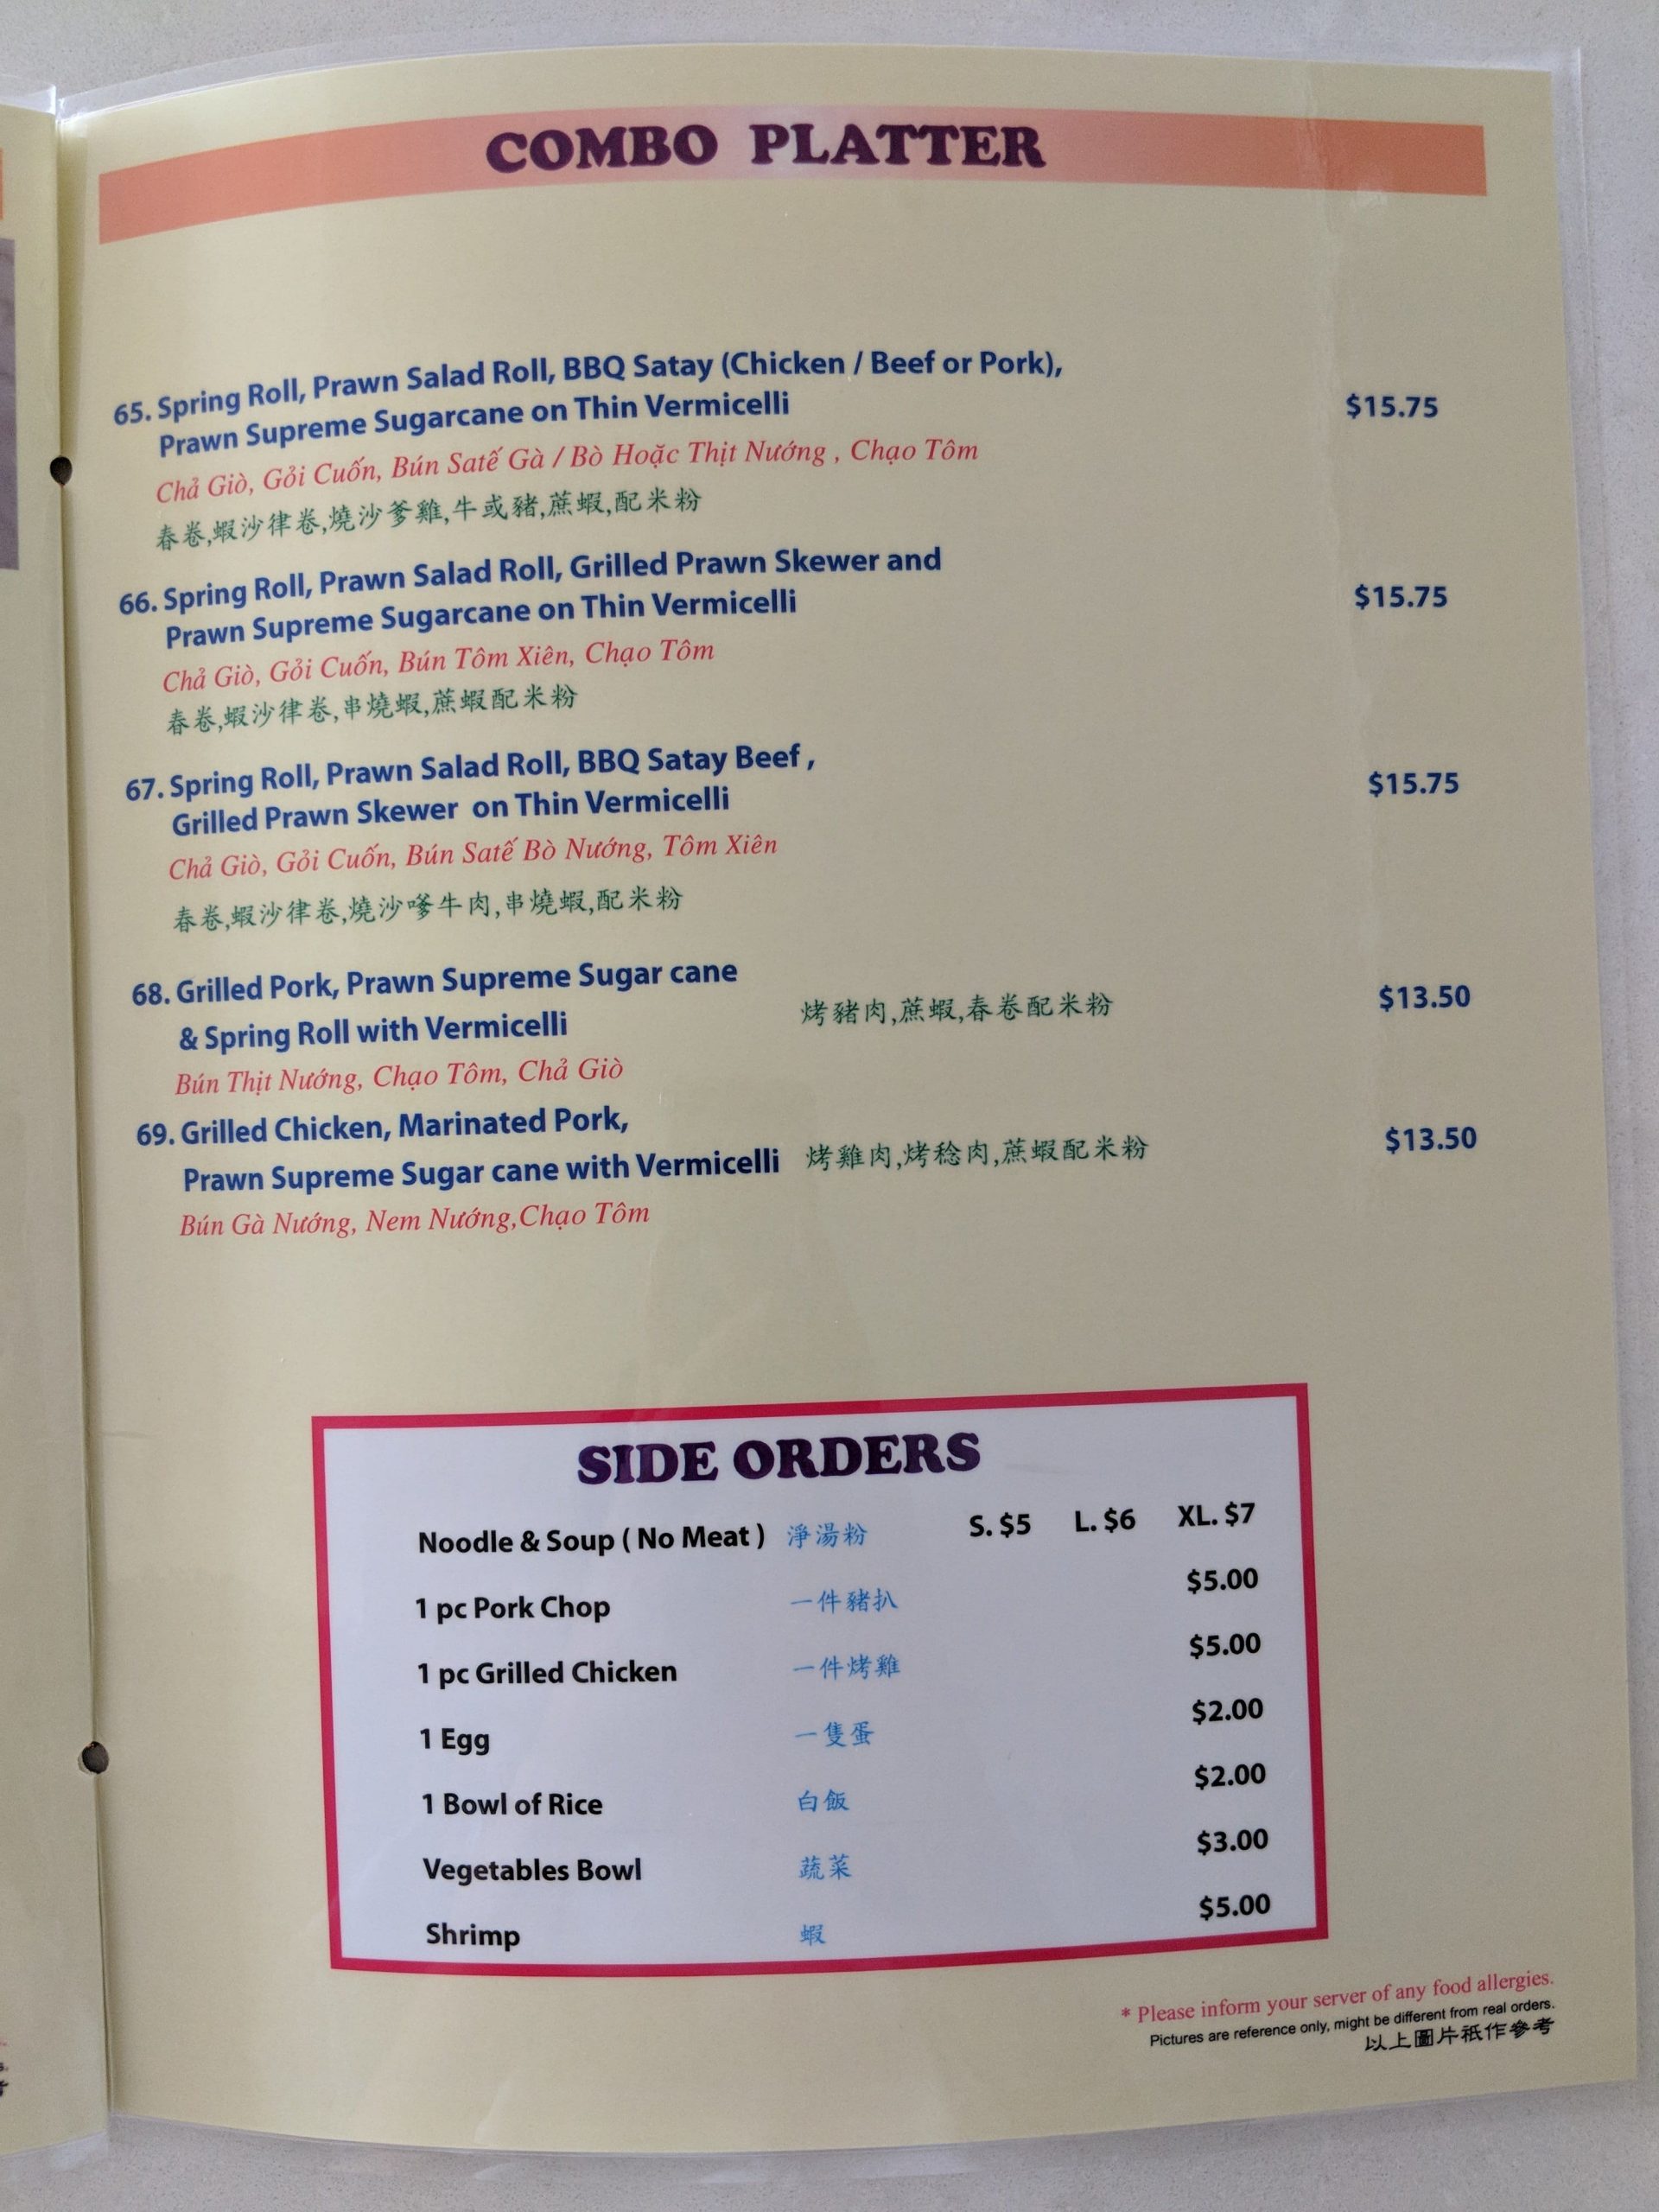 COMBO PLATTER
65. Spring Roll, Prawn Salad Roll, BBQ Satay (Chicken / Beef or Pork),
Prawn Supreme Sugarcane on Thin Vermicelli
$15.75
Chả Giò, Gỏi Cuốn, Bún Satế Gà / Bò Hoặc Thịt Nướng , Chạo Tôm
春卷,蝦沙律卷,燒沙爹雞,牛或豬,蔗蝦,配米粉
66. Spring Roll, Prawn Salad Roll, Grilled Prawn Skewer and
Prawn Supreme Sugarcane on Thin Vermicelli
$15.75
Chả Giò, Gỏi Cuốn, Bún Tôm Xiên, Chạo Tôm
春卷,蝦沙律卷,串燒蝦,蔗蝦配米粉
67. Spring Roll, Prawn Salad Roll, BBQ Satay Beef ,
Grilled Prawn Skewer on Thin Vermicelli
$15.75
Chả Giò, Gỏi Cuốn, Bún Satế Bò Nướng, Tôm Xiên
春卷,蝦沙律卷,燒沙嗲牛肉,串燒蝦,配米粉
68. Grilled Pork, Prawn Supreme Sugar cane
& Spring Roll with Vermicelli
烤豬肉,蔗蝦,春卷配米粉
$13.50
Bún Thịt Nướng, Chạo Tôm, Chả Giò
69. Grilled Chicken, Marinated Pork,
Prawn Supreme Sugar cane with Vermicelli 烤雞肉,烤稔肉,蔗蝦配米粉
$13.50
Bún Gà Nướng, Nem Nướng,Chạo Tôm
SIDE ORDERS
Noodle & Soup ( No Meat ) 淨湯粉 S. $5 L. $6 XL. $7
1 pc Pork Chop 一件豬扒 $5.00
1 pc Grilled Chicken 一件烤雞 $5.00
1 Egg 一隻蛋 $2.00
1 Bowl of Rice 白飯 $2.00
Vegetables Bowl 蔬菜 $3.00
Shrimp 蝦 $5.00
* Please inform your server of any food allergies.
Pictures are reference only, might be different from real orders.
以上圖片祇作參考